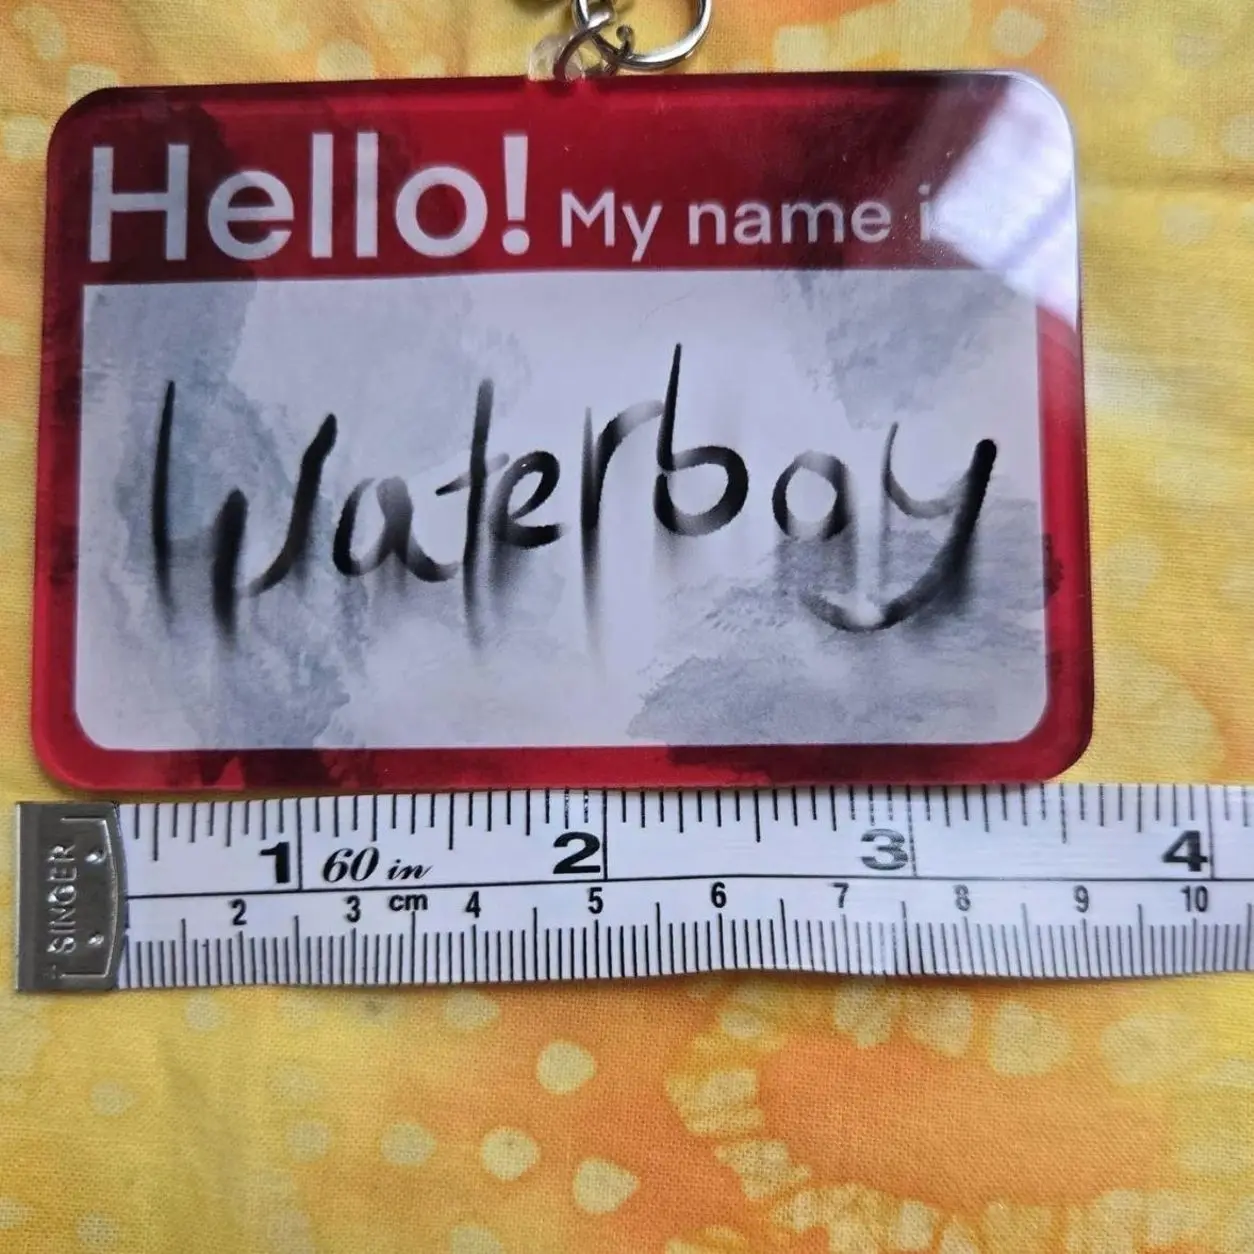 Hello! My name i
Waterboy
SINGER
1 60 in 2 3 4
2 3 cm 4 5 6 7 8 9 10